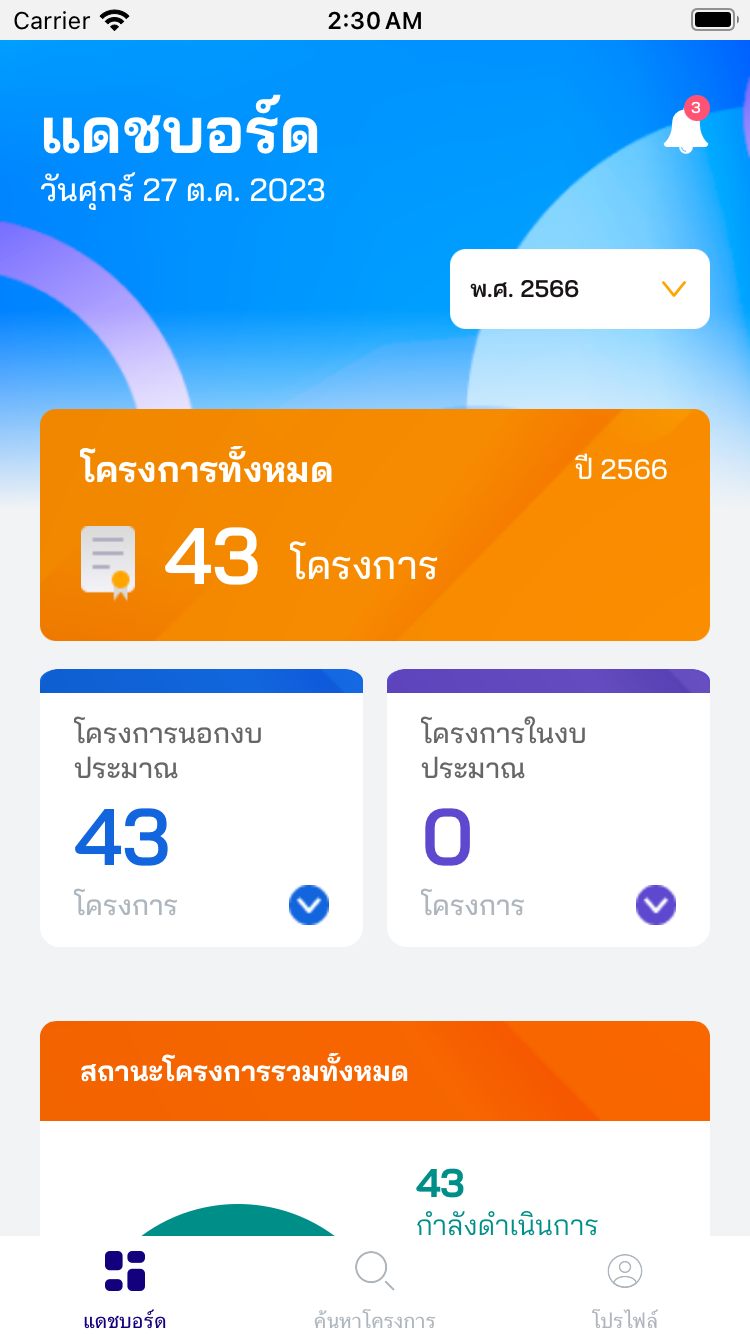 Carrier 2:30 AM
แดชบอร์ด
3
วันศุกร์ 27 ต.ค. 2023
พ.ศ. 2566
โครงการทั้งหมด ปี 2566
43 โครงการ
โครงการนอกงบ
ประมาณ
43
โครงการ
โครงการในงบ
ประมาณ
0
โครงการ
สถานะโครงการรวมทั้งหมด
43
กำลังดำเนินการ
แดชบอร์ด ค้นหาโครงการ โปรไฟล์